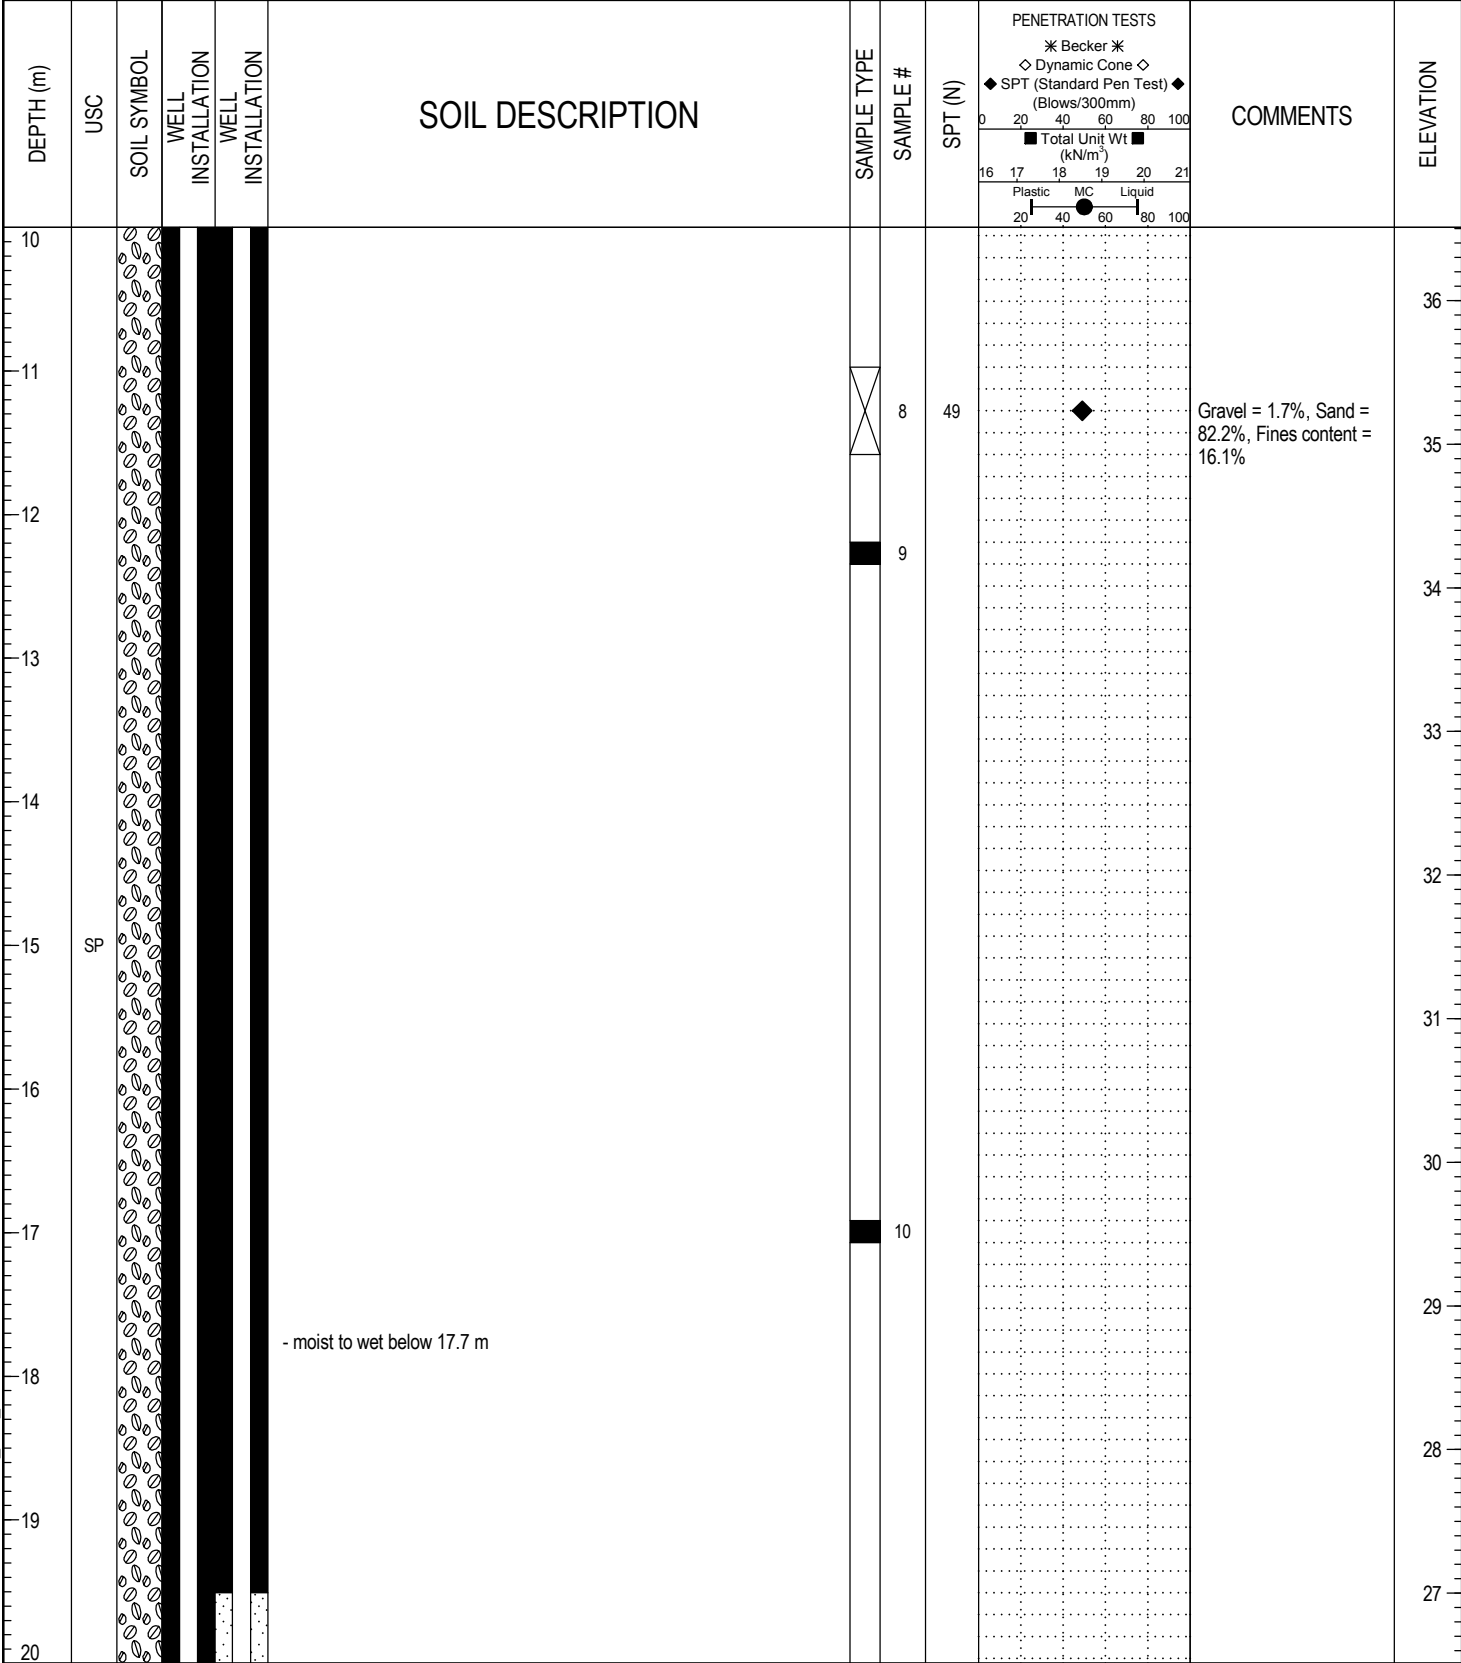 DEPTH (m)
USC
SOIL SYMBOL
WELL
INSTALLATION
WELL
INSTALLATION
SOIL DESCRIPTION
SAMPLE TYPE
SAMPLE #
SPT (N)
PENETRATION TESTS
✳ Becker ✳
◇ Dynamic Cone ◇
◆ SPT (Standard Pen Test) ◆
(Blows/300mm)
0 20 40 60 80 100
■ Total Unit Wt ■
(kN/m³)
16 17 18 19 20 21
Plastic MC Liquid
20 40 60 80 100
COMMENTS
ELEVATION
10
36
11
8 49 Gravel = 1.7%, Sand =
82.2%, Fines content =
16.1%
35
12
9
34
13
33
14
32
15 SP
31
16
30
17 10
29
- moist to wet below 17.7 m
18
28
19
27
20